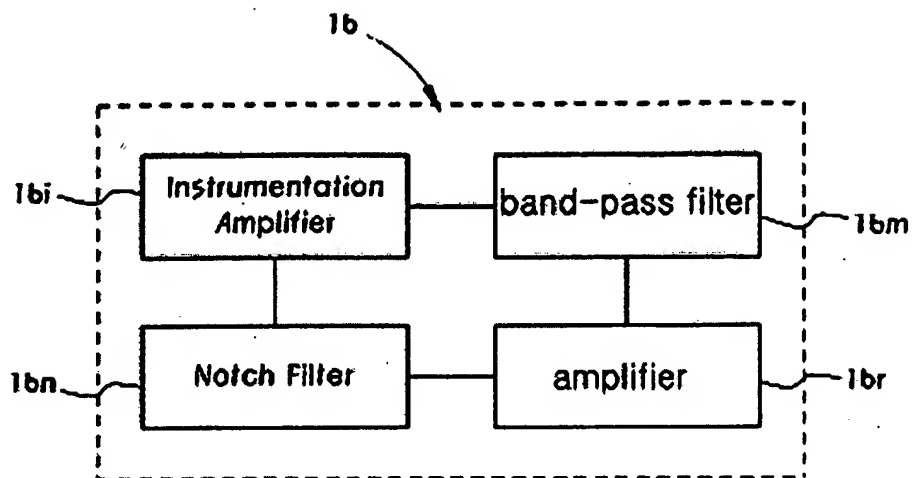 1b
1bi
Instrumentation
Amplifier
band-pass filter
1bm
1bn
Notch Filter
amplifier
1br